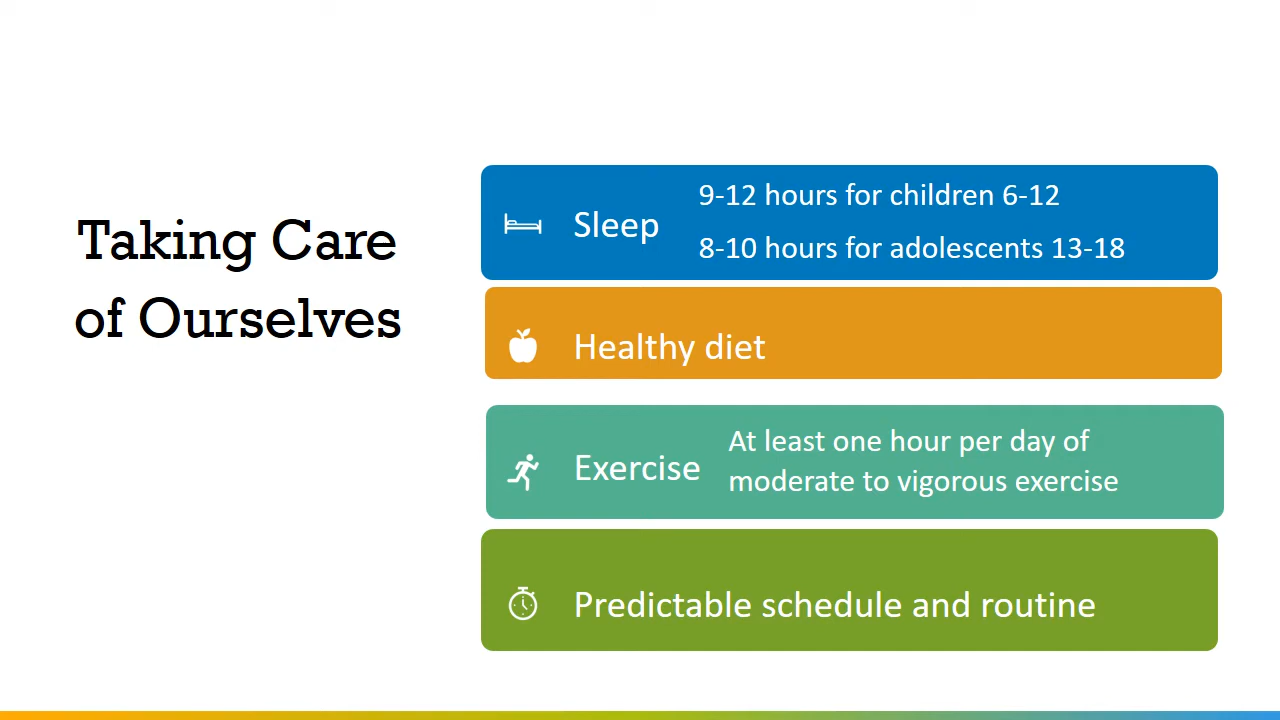 Taking Care
of Ourselves
Sleep
9-12 hours for children 6-12
8-10 hours for adolescents 13-18
Healthy diet
Exercise
At least one hour per day of
moderate to vigorous exercise
Predictable schedule and routine